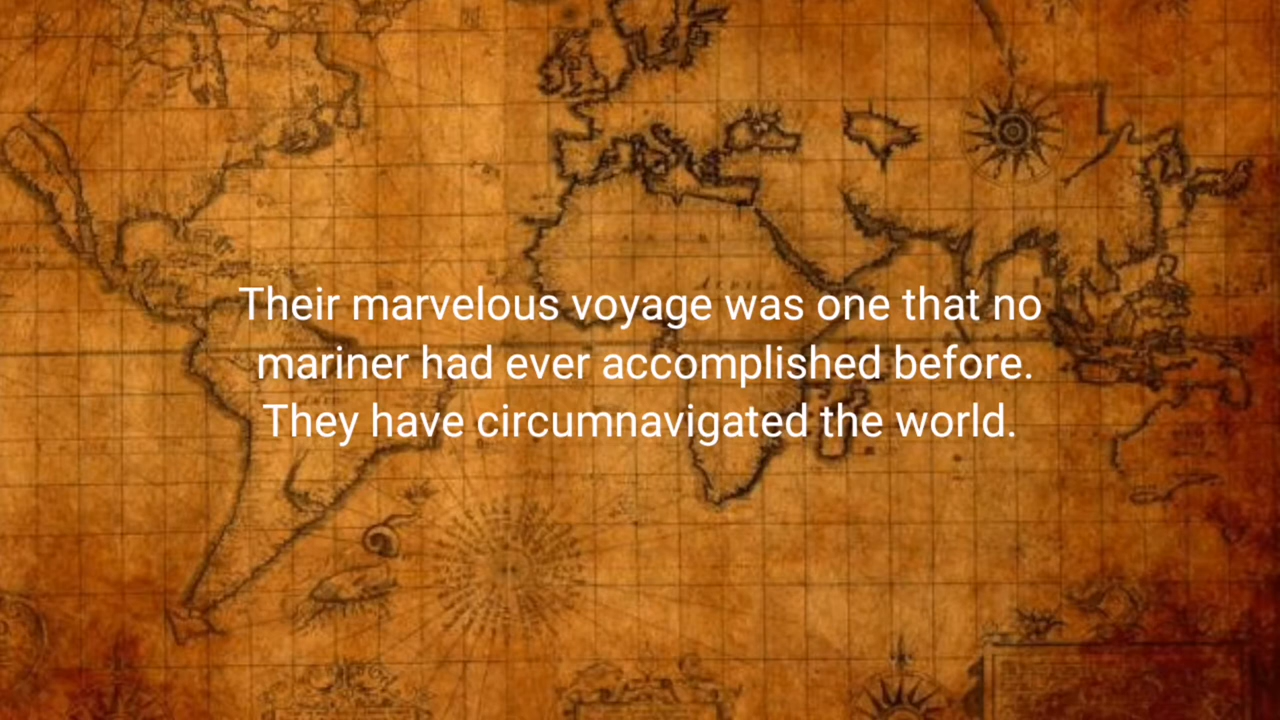 Their marvelous voyage was one that no
mariner had ever accomplished before.
They have circumnavigated the world.